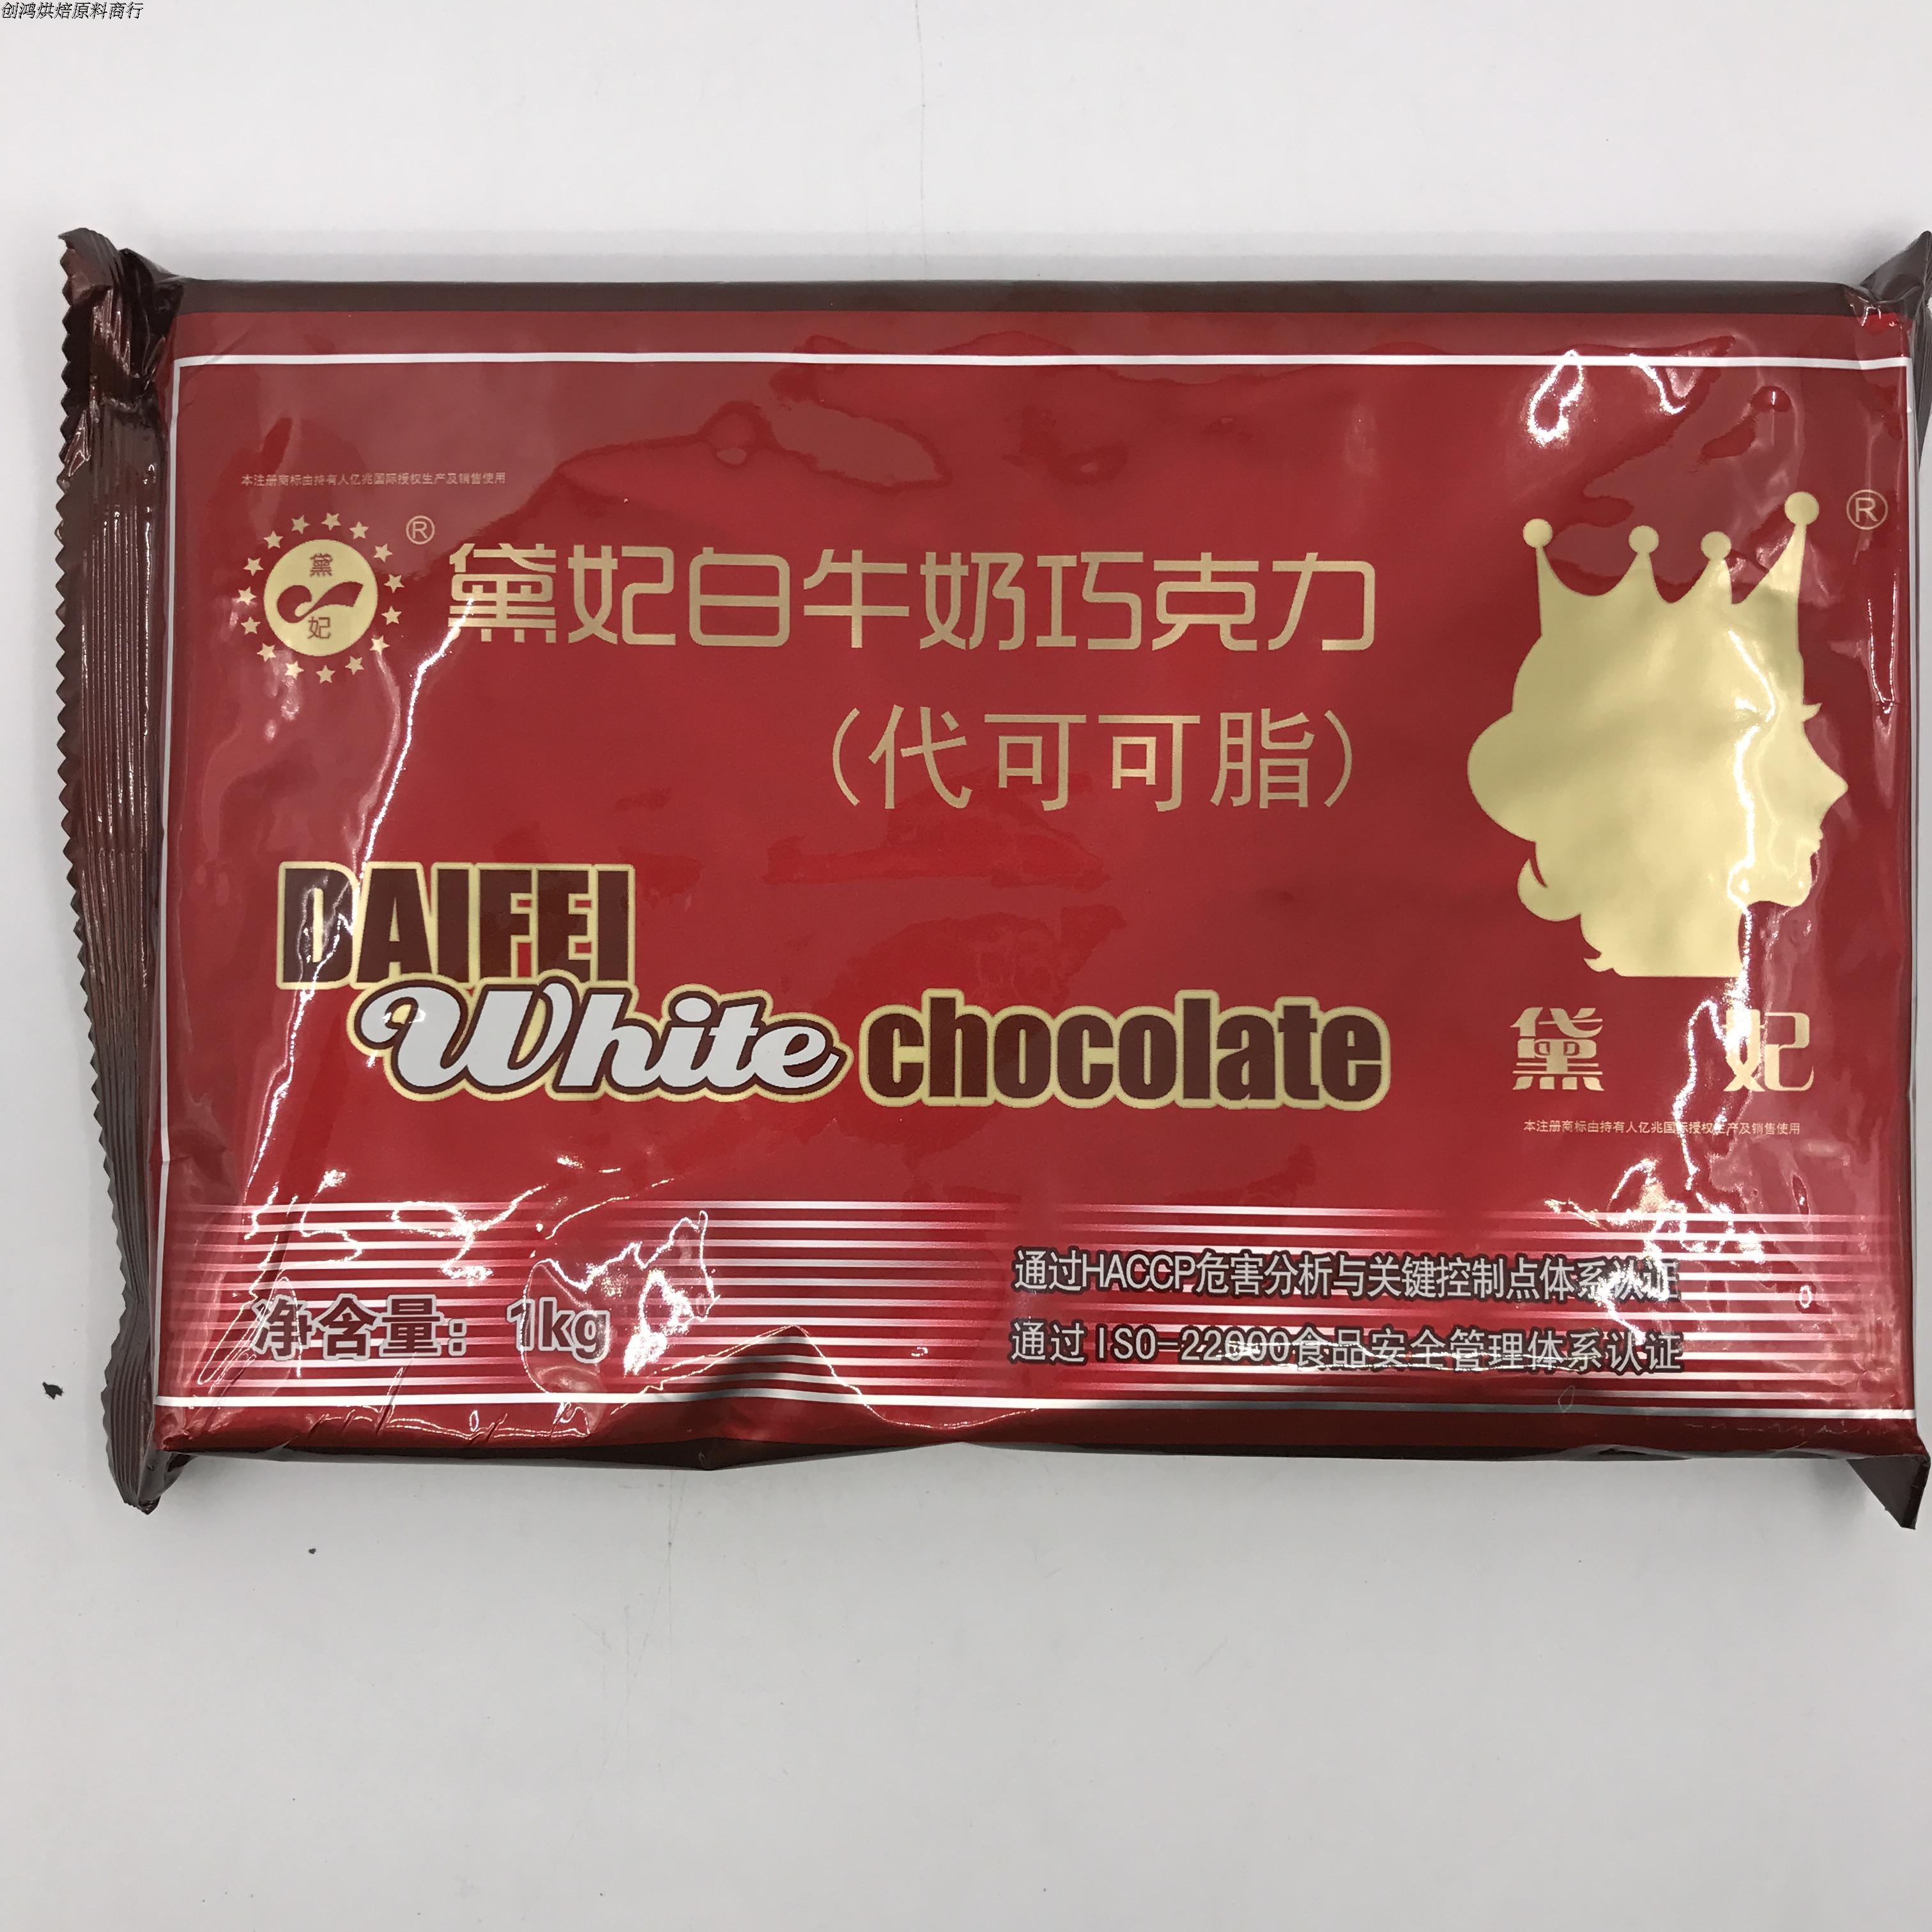 创鸿烘焙原料商行
本注册商标由持有人亿兆国际授权生产及销售使用
黛妃
®
黛妃白牛奶巧克力
(代可可脂)
®
DAIFEI
White chocolate
黛妃
本注册商标由持有人亿兆国际授权生产及销售使用
净含量：1kg
通过HACCP危害分析与关键控制点体系认证
通过ISO-22000食品安全管理体系认证